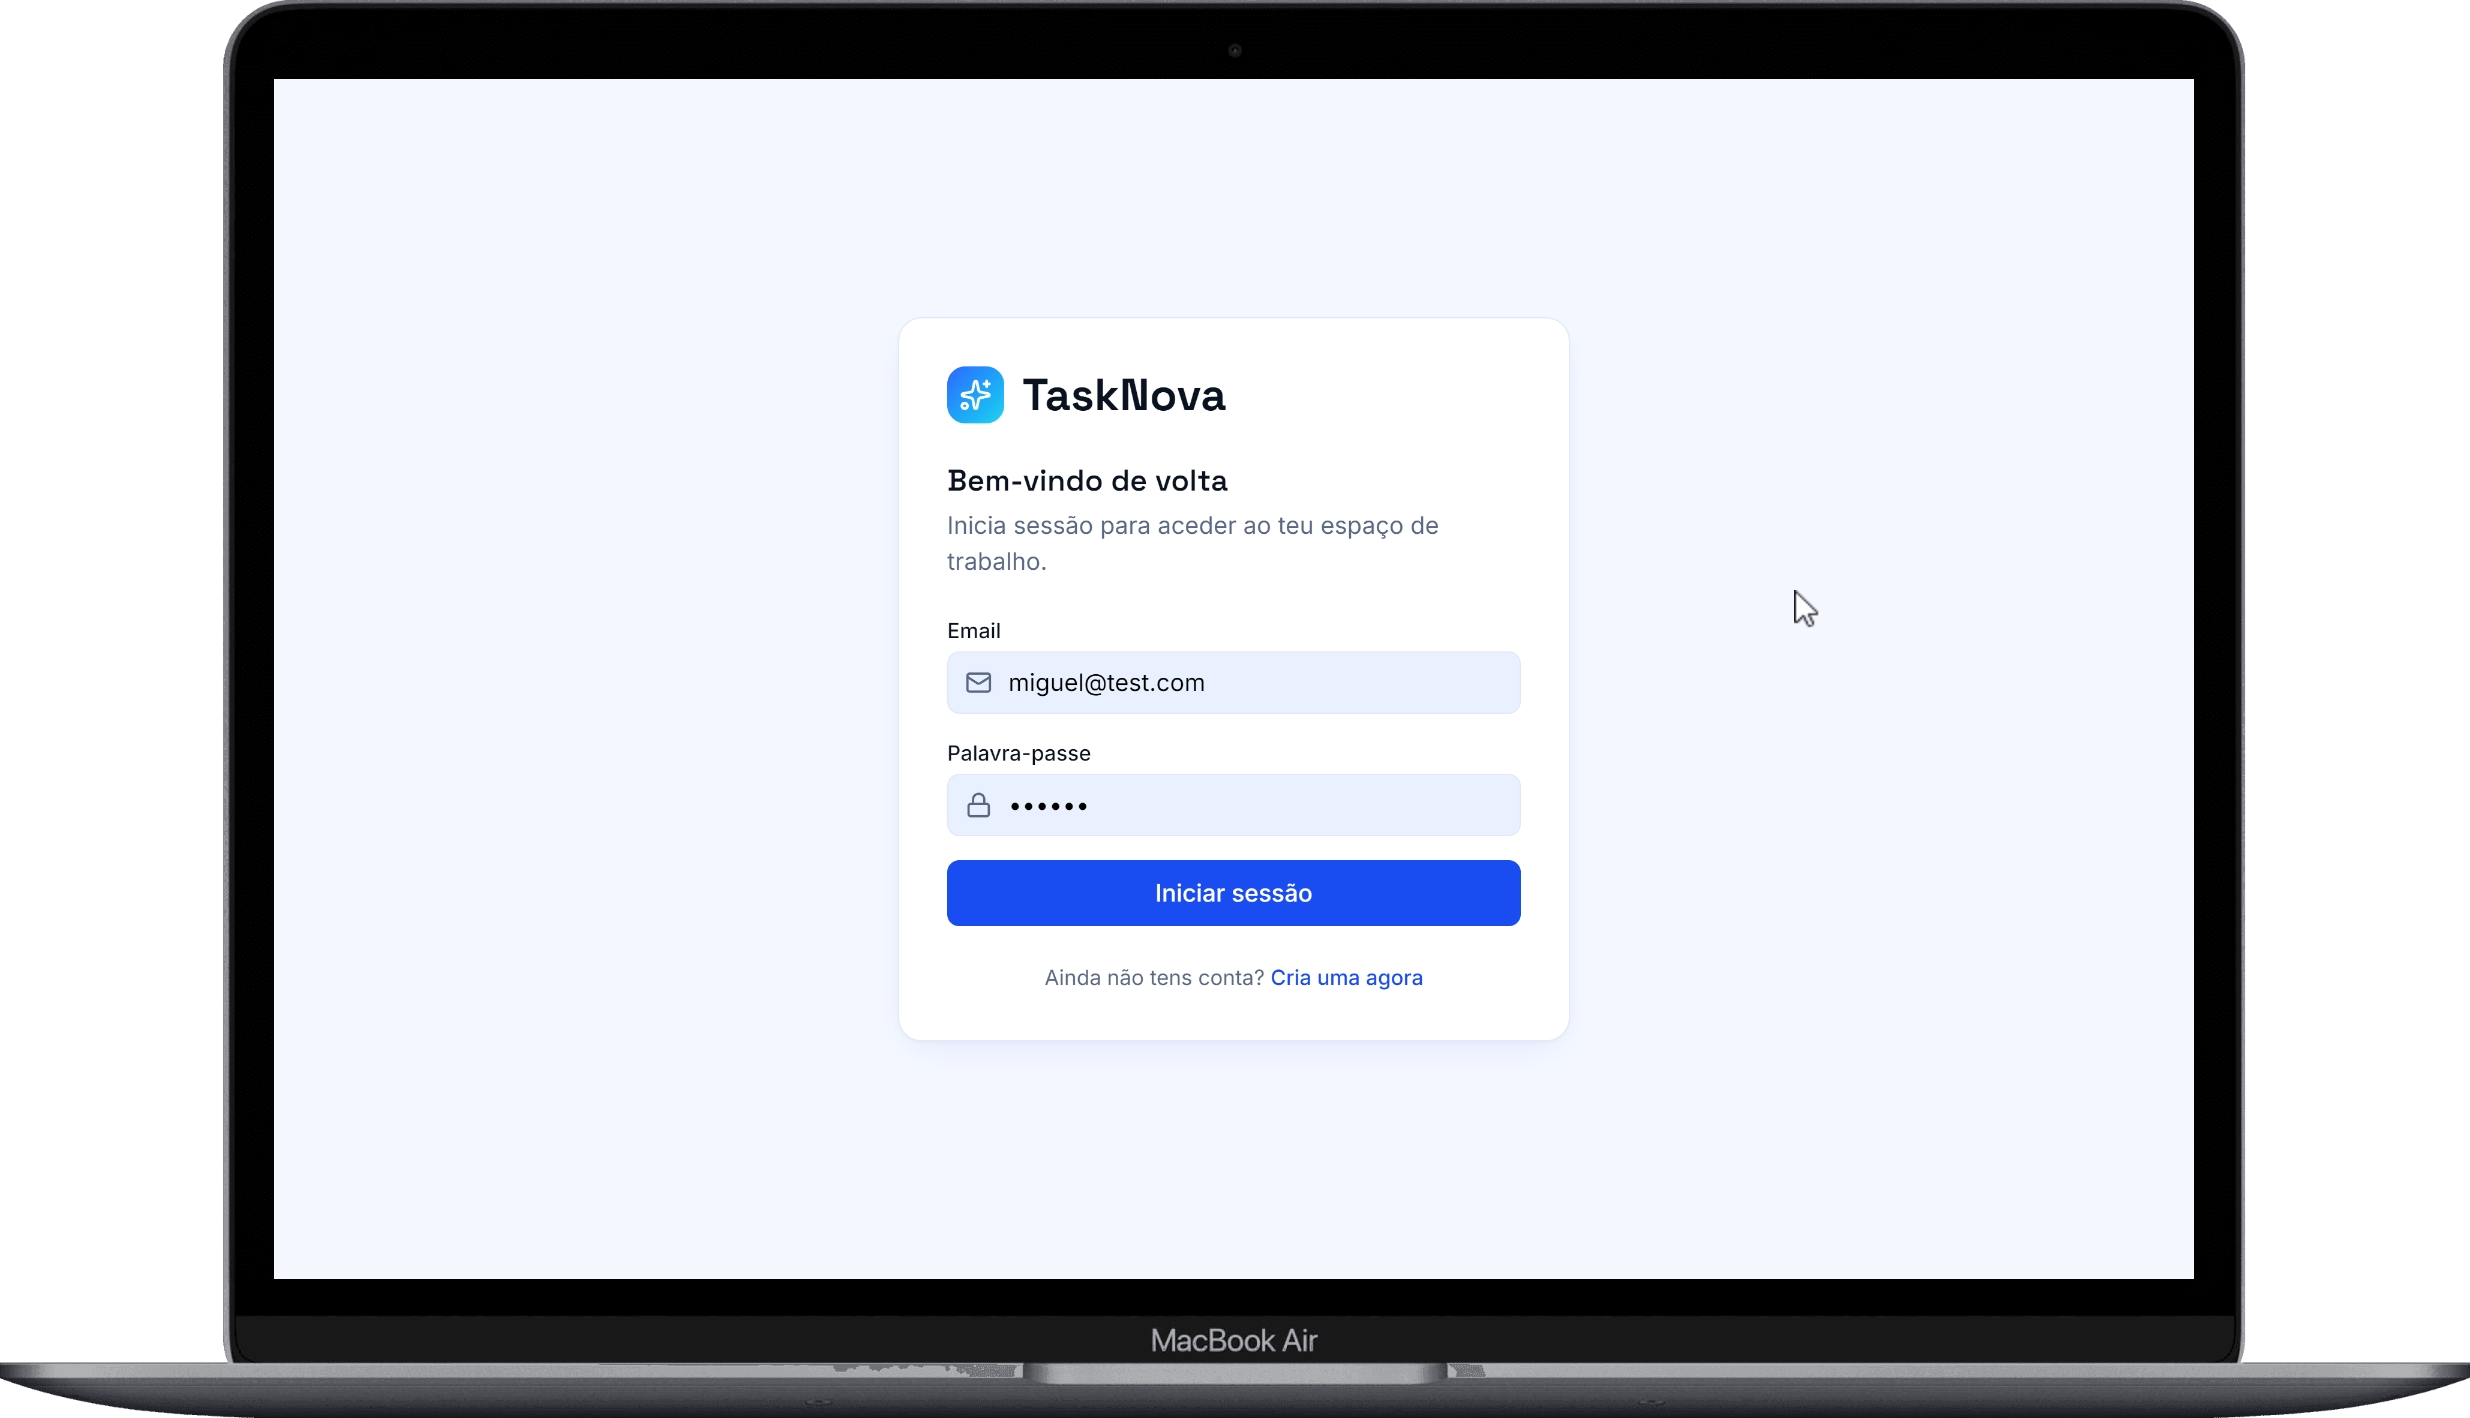 TaskNova
Bem-vindo de volta
Inicia sessão para aceder ao teu espaço de
trabalho.
Email
miguel@test.com
Palavra-passe
••••••
Iniciar sessão
Ainda não tens conta? Cria uma agora
MacBook Air